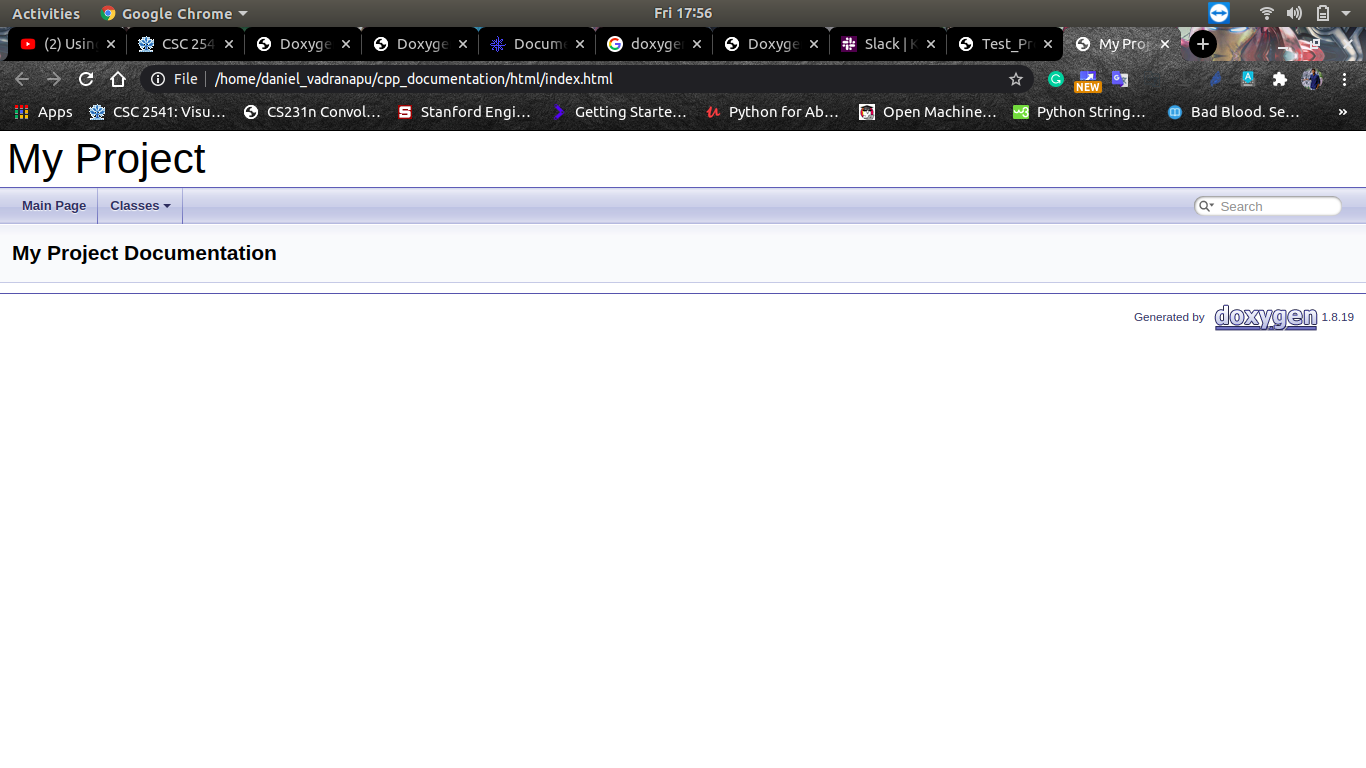 Activities Google Chrome Fri 17:56
(2) Usin CSC 254 Doxyge Doxyge Docume doxyge Doxyge Slack | K Test_Pr My Proj
File /home/daniel_vadranapu/cpp_documentation/html/index.html NEW
Apps CSC 2541: Visu... CS231n Convol... Stanford Engi... Getting Starte... Python for Ab... Open Machine... Python String... Bad Blood. Se... »
My Project
Main Page Classes Search
My Project Documentation
Generated by doxygen 1.8.19